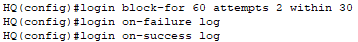 HQ(config)#login block-for 60 attempts 2 within 30
HQ(config)#login on-failure log
HQ(config)#login on-success log